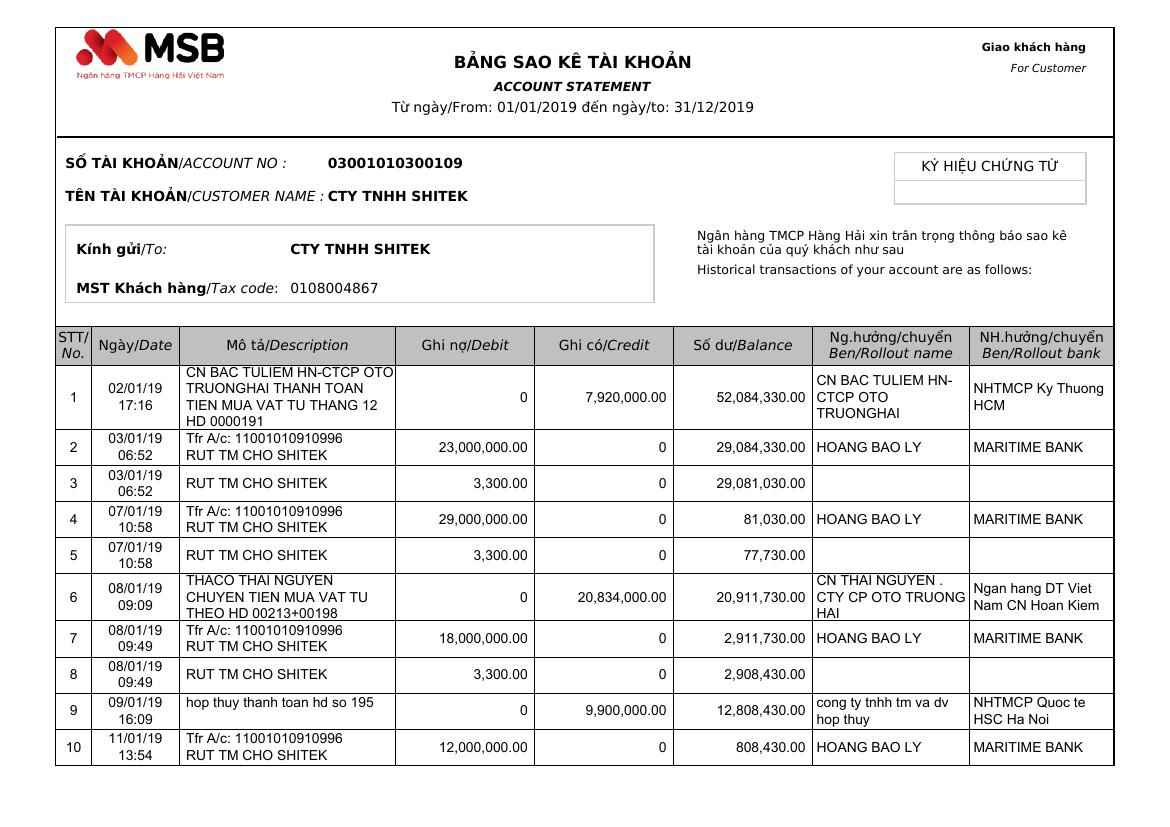 MSB
Ngân hàng TMCP Hàng Hải Việt Nam
BẢNG SAO KÊ TÀI KHOẢN
ACCOUNT STATEMENT
Từ ngày/From: 01/01/2019 đến ngày/to: 31/12/2019
Giao khách hàng
For Customer
SỐ TÀI KHOẢN/ACCOUNT NO : 03001010300109
TÊN TÀI KHOẢN/CUSTOMER NAME : CTY TNHH SHITEK
KÝ HIỆU CHỨNG TỪ
Kính gửi/To: CTY TNHH SHITEK
MST Khách hàng/Tax code: 0108004867
Ngân hàng TMCP Hàng Hải xin trân trọng thông báo sao kê
tài khoản của quý khách như sau
Historical transactions of your account are as follows:
STT/ No. Ngày/Date Mô tả/Description Ghi nợ/Debit Ghi có/Credit Số dư/Balance Ng.hưởng/chuyển Ben/Rollout name NH.hưởng/chuyển Ben/Rollout bank
1 02/01/19 17:16 CN BAC TULIEM HN-CTCP OTO TRUONGHAI THANH TOAN TIEN MUA VAT TU THANG 12 HD 0000191 0 7,920,000.00 52,084,330.00 CN BAC TULIEM HN-CTCP OTO TRUONGHAI NHTMCP Ky Thuong HCM
2 03/01/19 06:52 Tfr A/c: 11001010910996 RUT TM CHO SHITEK 23,000,000.00 0 29,084,330.00 HOANG BAO LY MARITIME BANK
3 03/01/19 06:52 RUT TM CHO SHITEK 3,300.00 0 29,081,030.00
4 07/01/19 10:58 Tfr A/c: 11001010910996 RUT TM CHO SHITEK 29,000,000.00 0 81,030.00 HOANG BAO LY MARITIME BANK
5 07/01/19 10:58 RUT TM CHO SHITEK 3,300.00 0 77,730.00
6 08/01/19 09:09 THACO THAI NGUYEN CHUYEN TIEN MUA VAT TU THEO HD 00213+00198 0 20,834,000.00 20,911,730.00 CN THAI NGUYEN . CTY CP OTO TRUONG HAI Ngan hang DT Viet Nam CN Hoan Kiem
7 08/01/19 09:49 Tfr A/c: 11001010910996 RUT TM CHO SHITEK 18,000,000.00 0 2,911,730.00 HOANG BAO LY MARITIME BANK
8 08/01/19 09:49 RUT TM CHO SHITEK 3,300.00 0 2,908,430.00
9 09/01/19 16:09 hop thuy thanh toan hd so 195 0 9,900,000.00 12,808,430.00 cong ty tnhh tm va dv hop thuy NHTMCP Quoc te HSC Ha Noi
10 11/01/19 13:54 Tfr A/c: 11001010910996 RUT TM CHO SHITEK 12,000,000.00 0 808,430.00 HOANG BAO LY MARITIME BANK